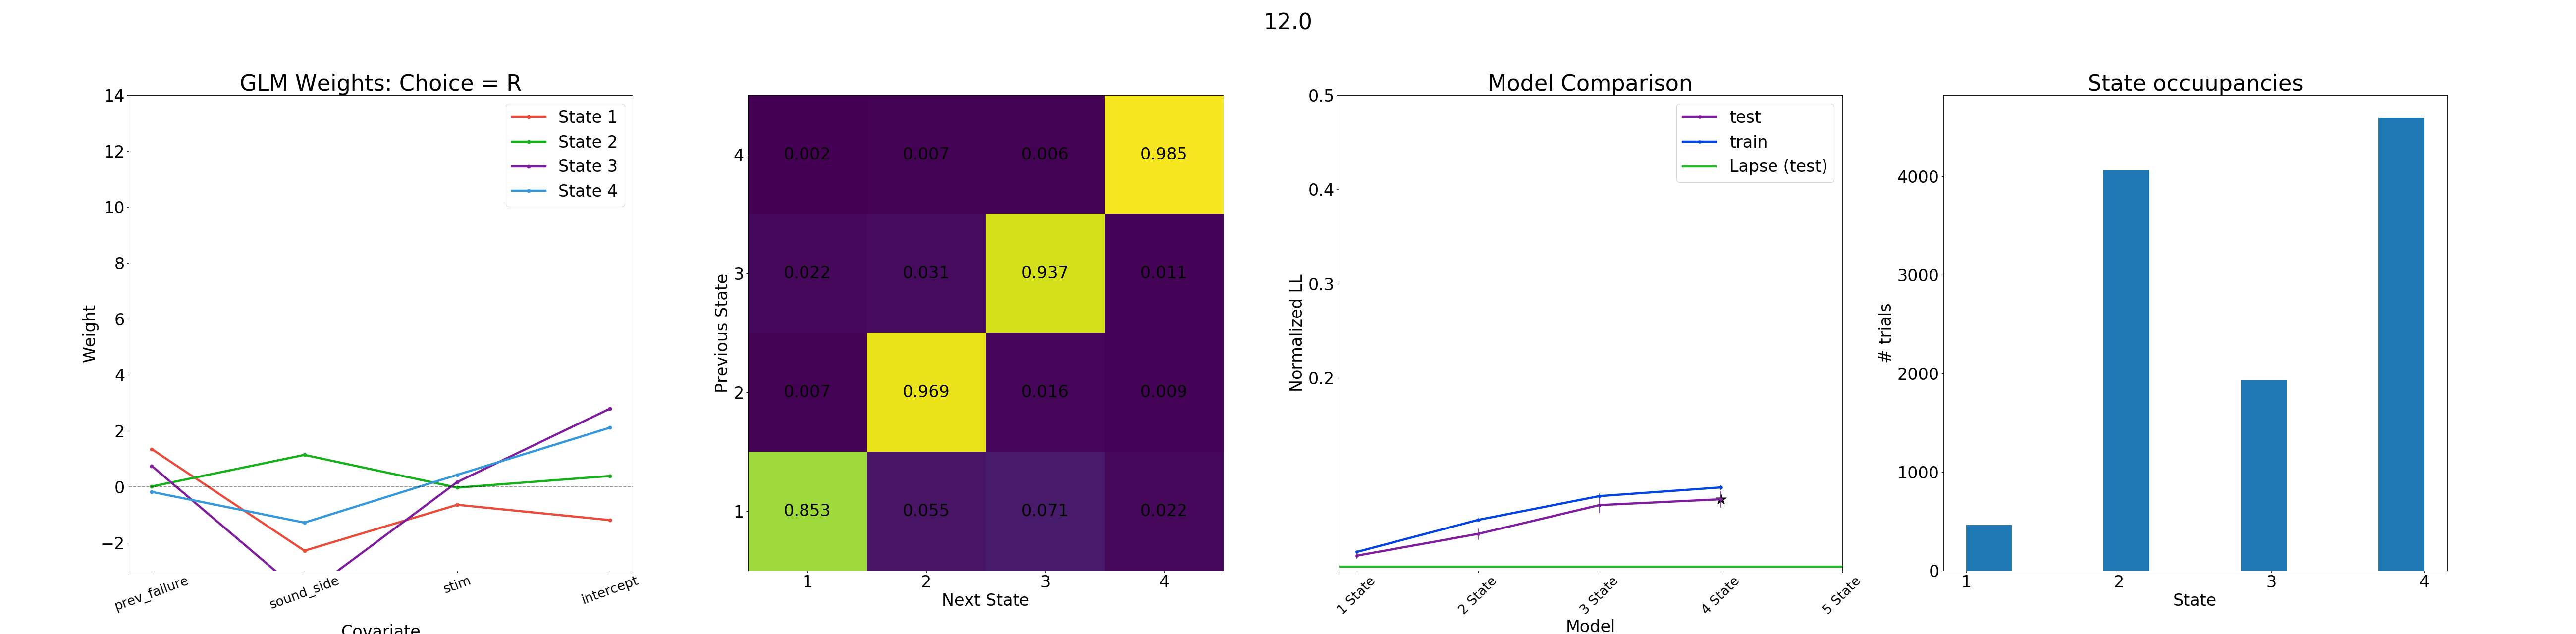 12.0
GLM Weights: Choice = R
14
12
10
8
6
4
2
0
−2
Weight
State 1
State 2
State 3
State 4
prev_failure
sound_side
stim
intercept
Covariate
Previous State
4
3
2
1
0.002 0.007 0.006 0.985
0.022 0.031 0.937 0.011
0.007 0.969 0.016 0.009
0.853 0.055 0.071 0.022
1 2 3 4
Next State
Model Comparison
0.5
0.4
0.3
0.2
Normalized LL
test
train
Lapse (test)
1 State
2 State
3 State
4 State
5 State
Model
State occuupancies
4000
3000
2000
1000
0
# trials
1 2 3 4
State